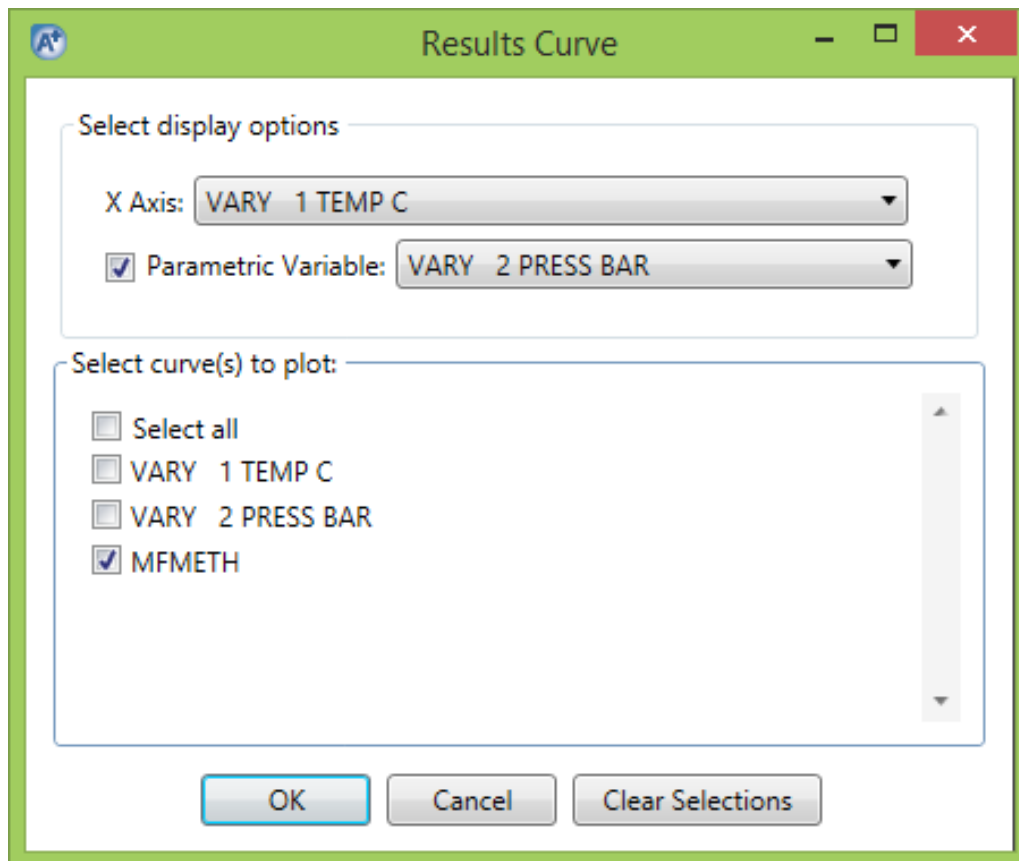 A+
Results Curve
Select display options
X Axis: VARY 1 TEMP C
Parametric Variable: VARY 2 PRESS BAR
Select curve(s) to plot:
Select all
VARY 1 TEMP C
VARY 2 PRESS BAR
MFMETH
OK Cancel Clear Selections